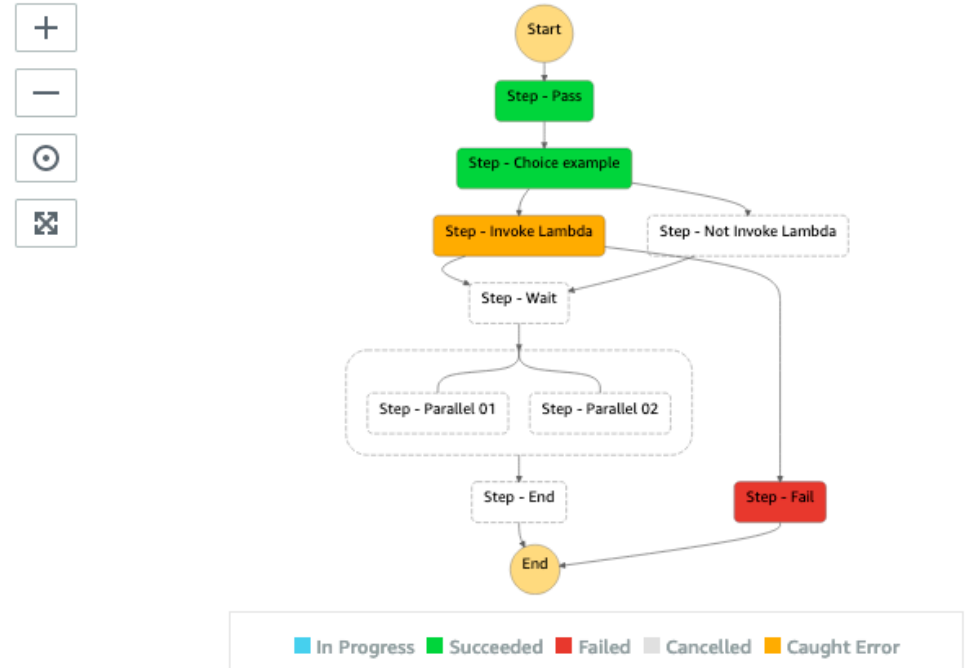 Start
Step - Pass
Step - Choice example
Step - Invoke Lambda
Step - Not Invoke Lambda
Step - Wait
Step - Parallel 01
Step - Parallel 02
Step - End
Step - Fail
End
In Progress Succeeded Failed Cancelled Caught Error